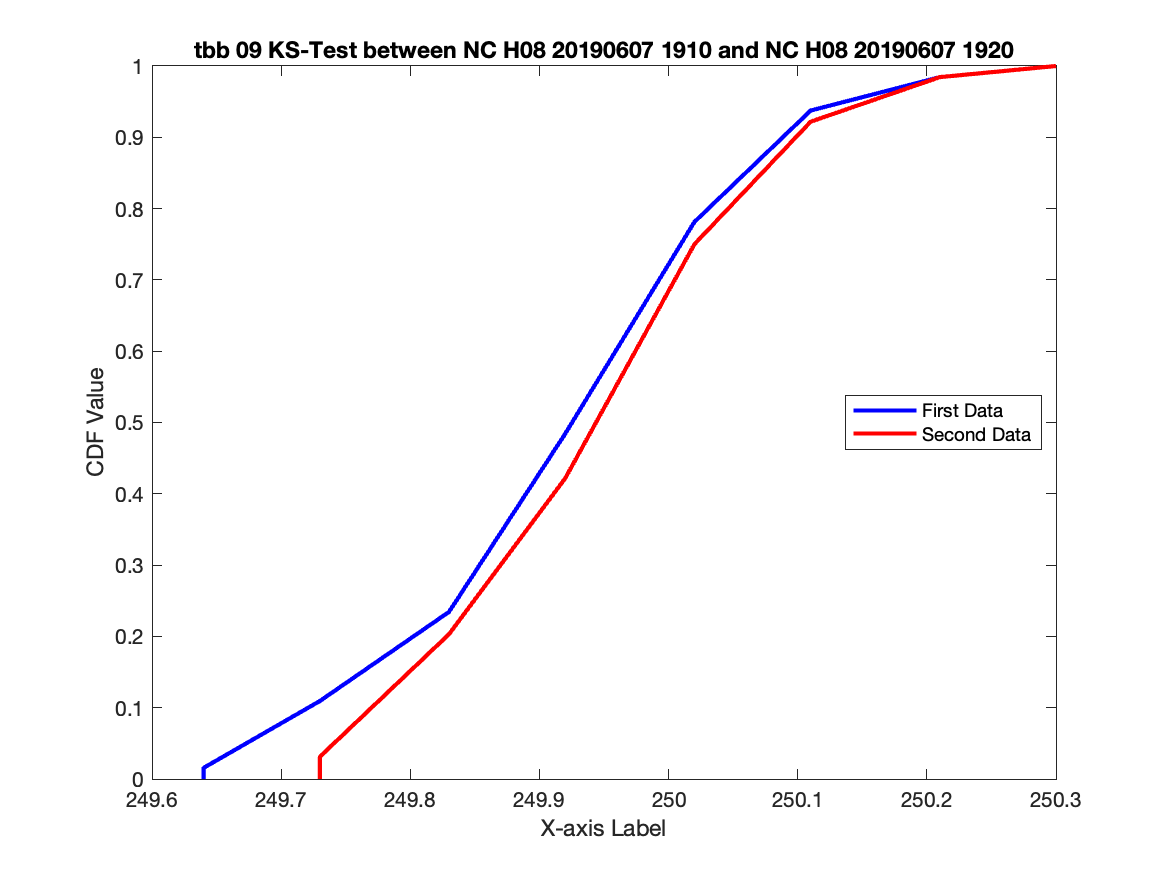 tbb 09 KS-Test between NC H08 20190607 1910 and NC H08 20190607 1920
1
0.9
0.8
0.7
0.6
0.5
0.4
0.3
0.2
0.1
0
CDF Value
First Data
Second Data
249.6 249.7 249.8 249.9 250 250.1 250.2 250.3
X-axis Label